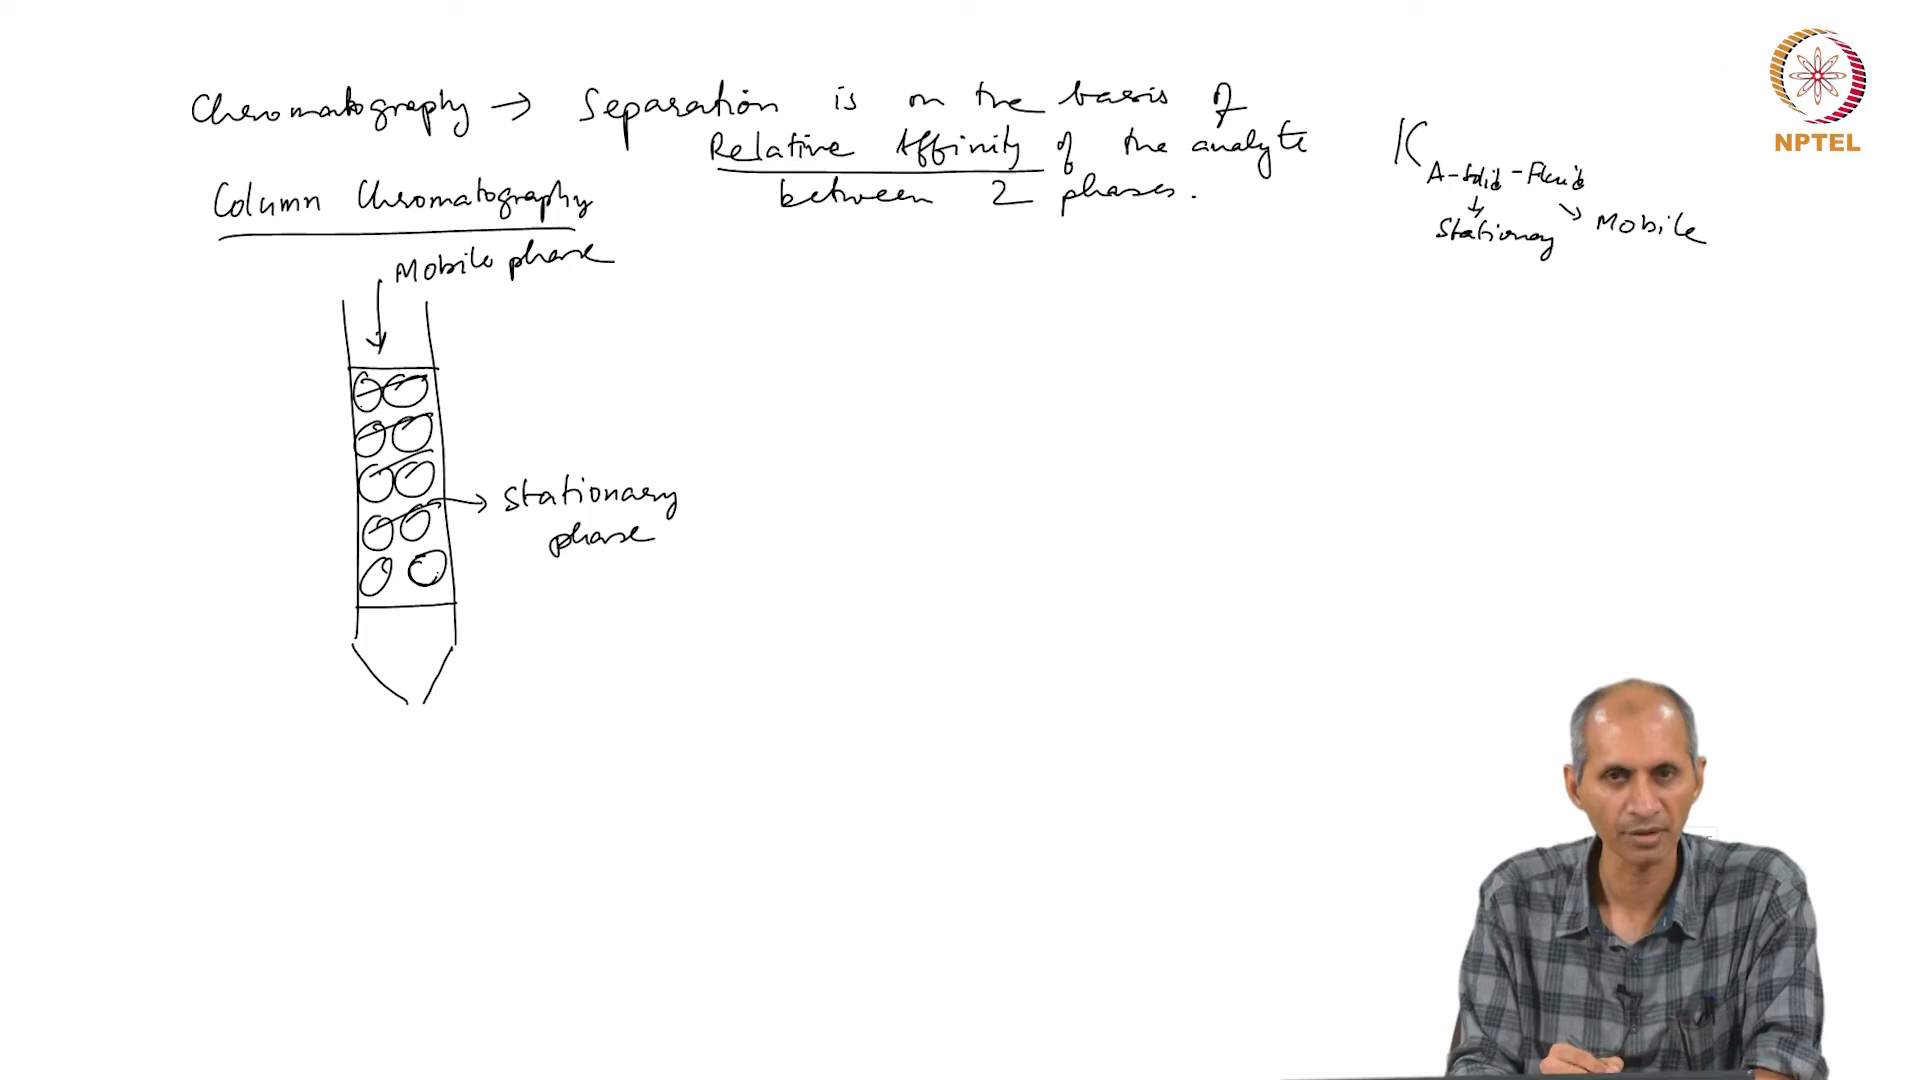 Chromatography → Separation is on the basis of
Relative Affinity of the analyte
between 2 phases.
K A-Solid-Fluid
Stationary Mobile
Column Chromatography
Mobile phase
Stationary
phase
NPTEL